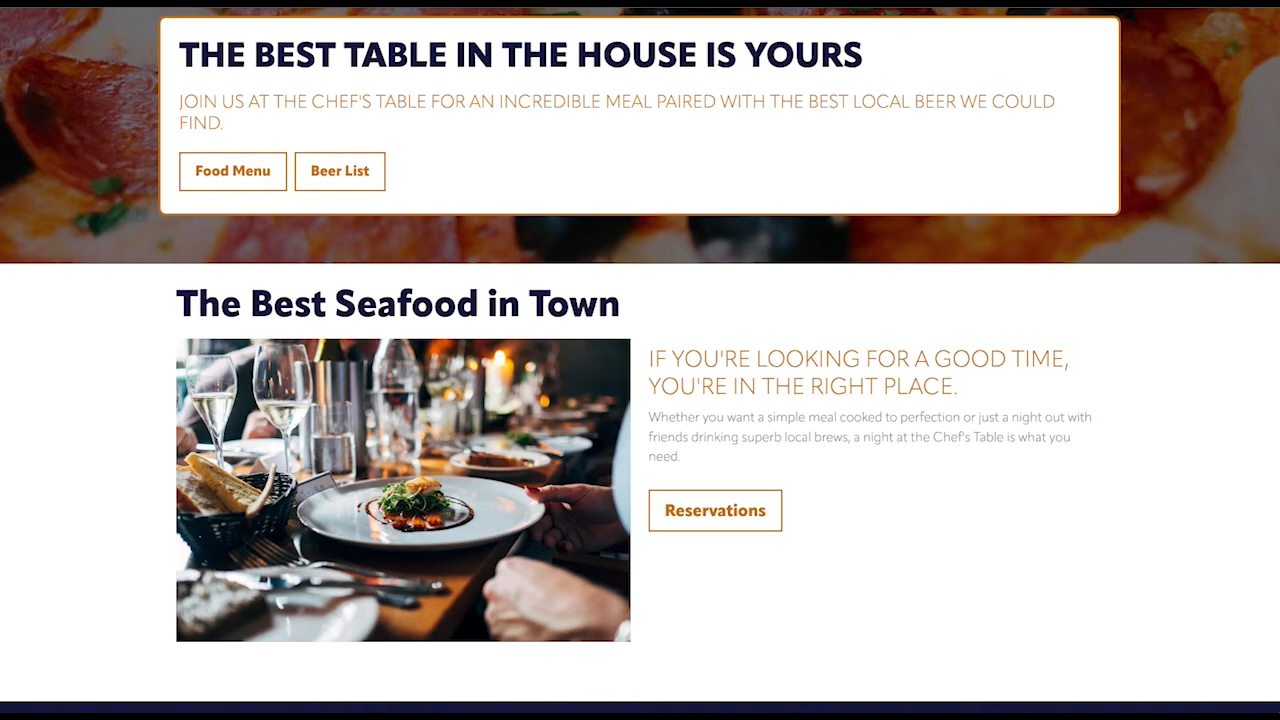 THE BEST TABLE IN THE HOUSE IS YOURS
JOIN US AT THE CHEF'S TABLE FOR AN INCREDIBLE MEAL PAIRED WITH THE BEST LOCAL BEER WE COULD
FIND.
Food Menu
Beer List
The Best Seafood in Town
IF YOU'RE LOOKING FOR A GOOD TIME,
YOU'RE IN THE RIGHT PLACE.
Whether you want a simple meal cooked to perfection or just a night out with
friends drinking superb local brews, a night at the Chef's Table is what you
need.
Reservations